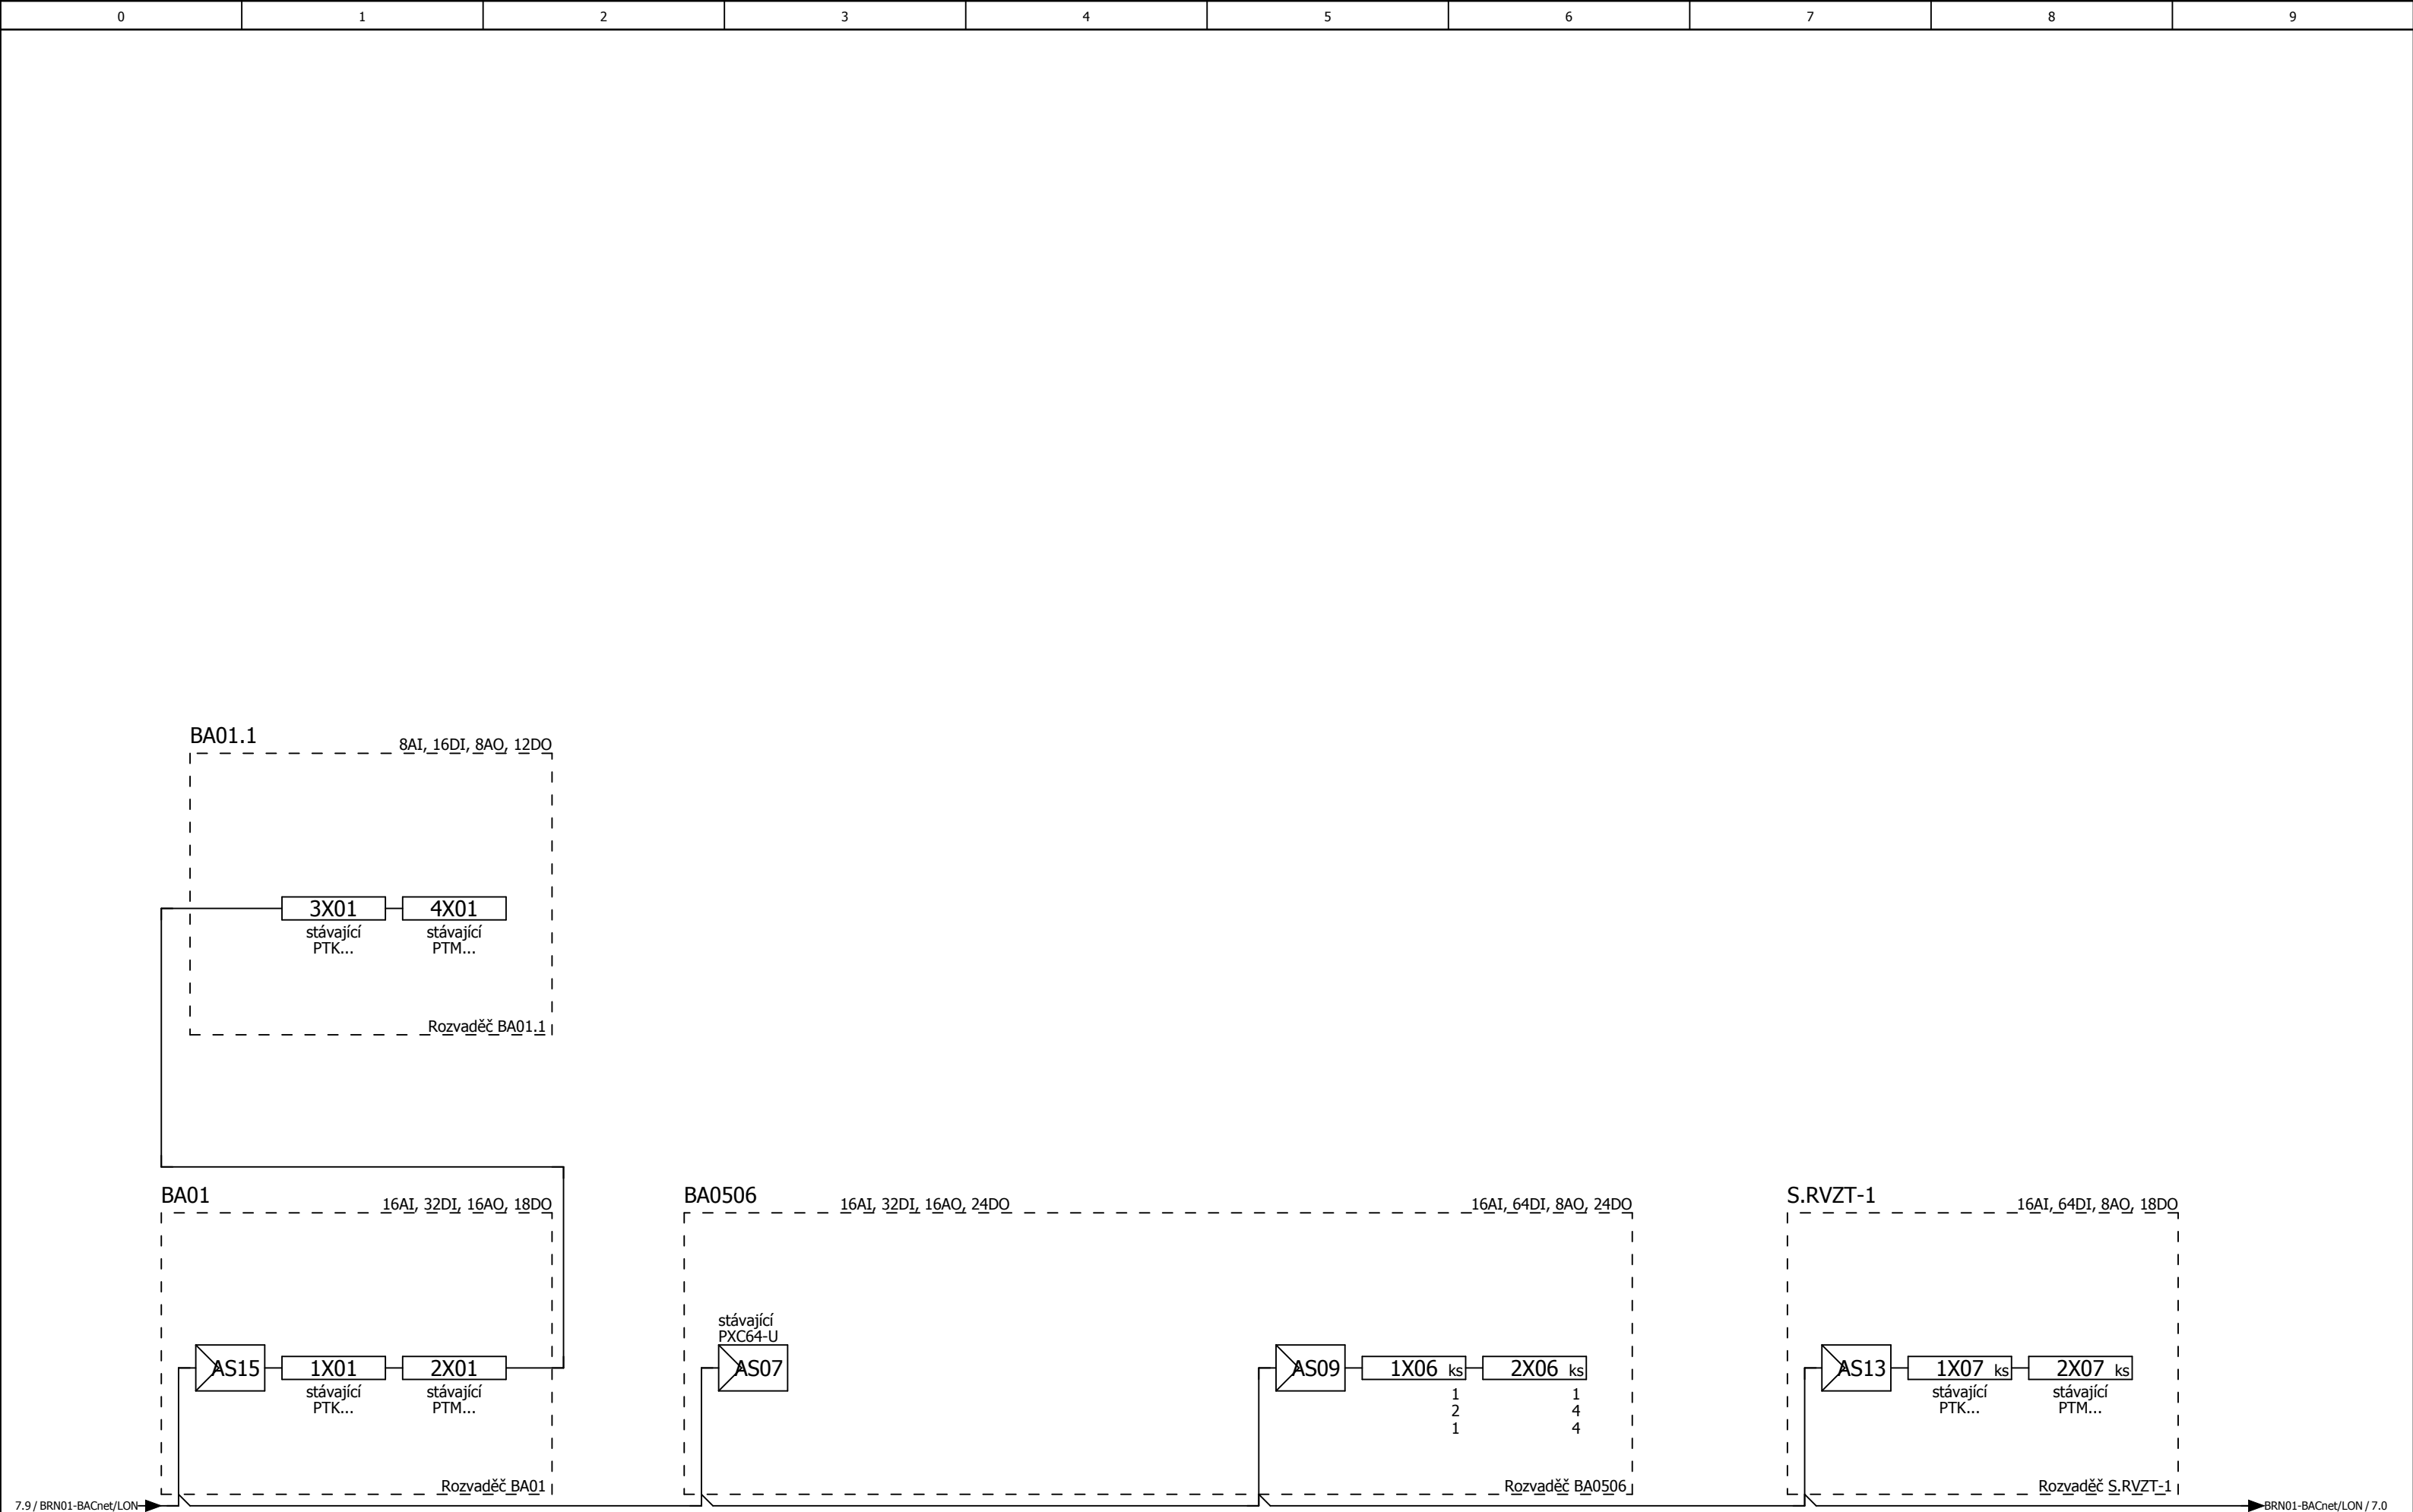 0 1 2 3 4 5 6 7 8 9
BA01.1
8AI, 16DI, 8AO, 12DO
3X01 4X01
stávající stávající
PTK... PTM...
Rozvaděč BA01.1
BA01 16AI, 32DI, 16AO, 18DO
BA0506 16AI, 32DI, 16AO, 24DO 16AI, 64DI, 8AO, 24DO
S.RVZT-1 16AI, 64DI, 8AO, 18DO
stávající
PXC64-U
AS15 1X01 2X01 AS07 AS09 1X06 ks 2X06 ks AS13 1X07 ks 2X07 ks
stávající stávající 1 1 stávající stávající
PTK... PTM... 2 4 PTK... PTM...
1 4
Rozvaděč BA01 Rozvaděč BA0506 Rozvaděč S.RVZT-1
7.9 / BRN01-BACnet/LON BRN01-BACnet/LON / 7.0